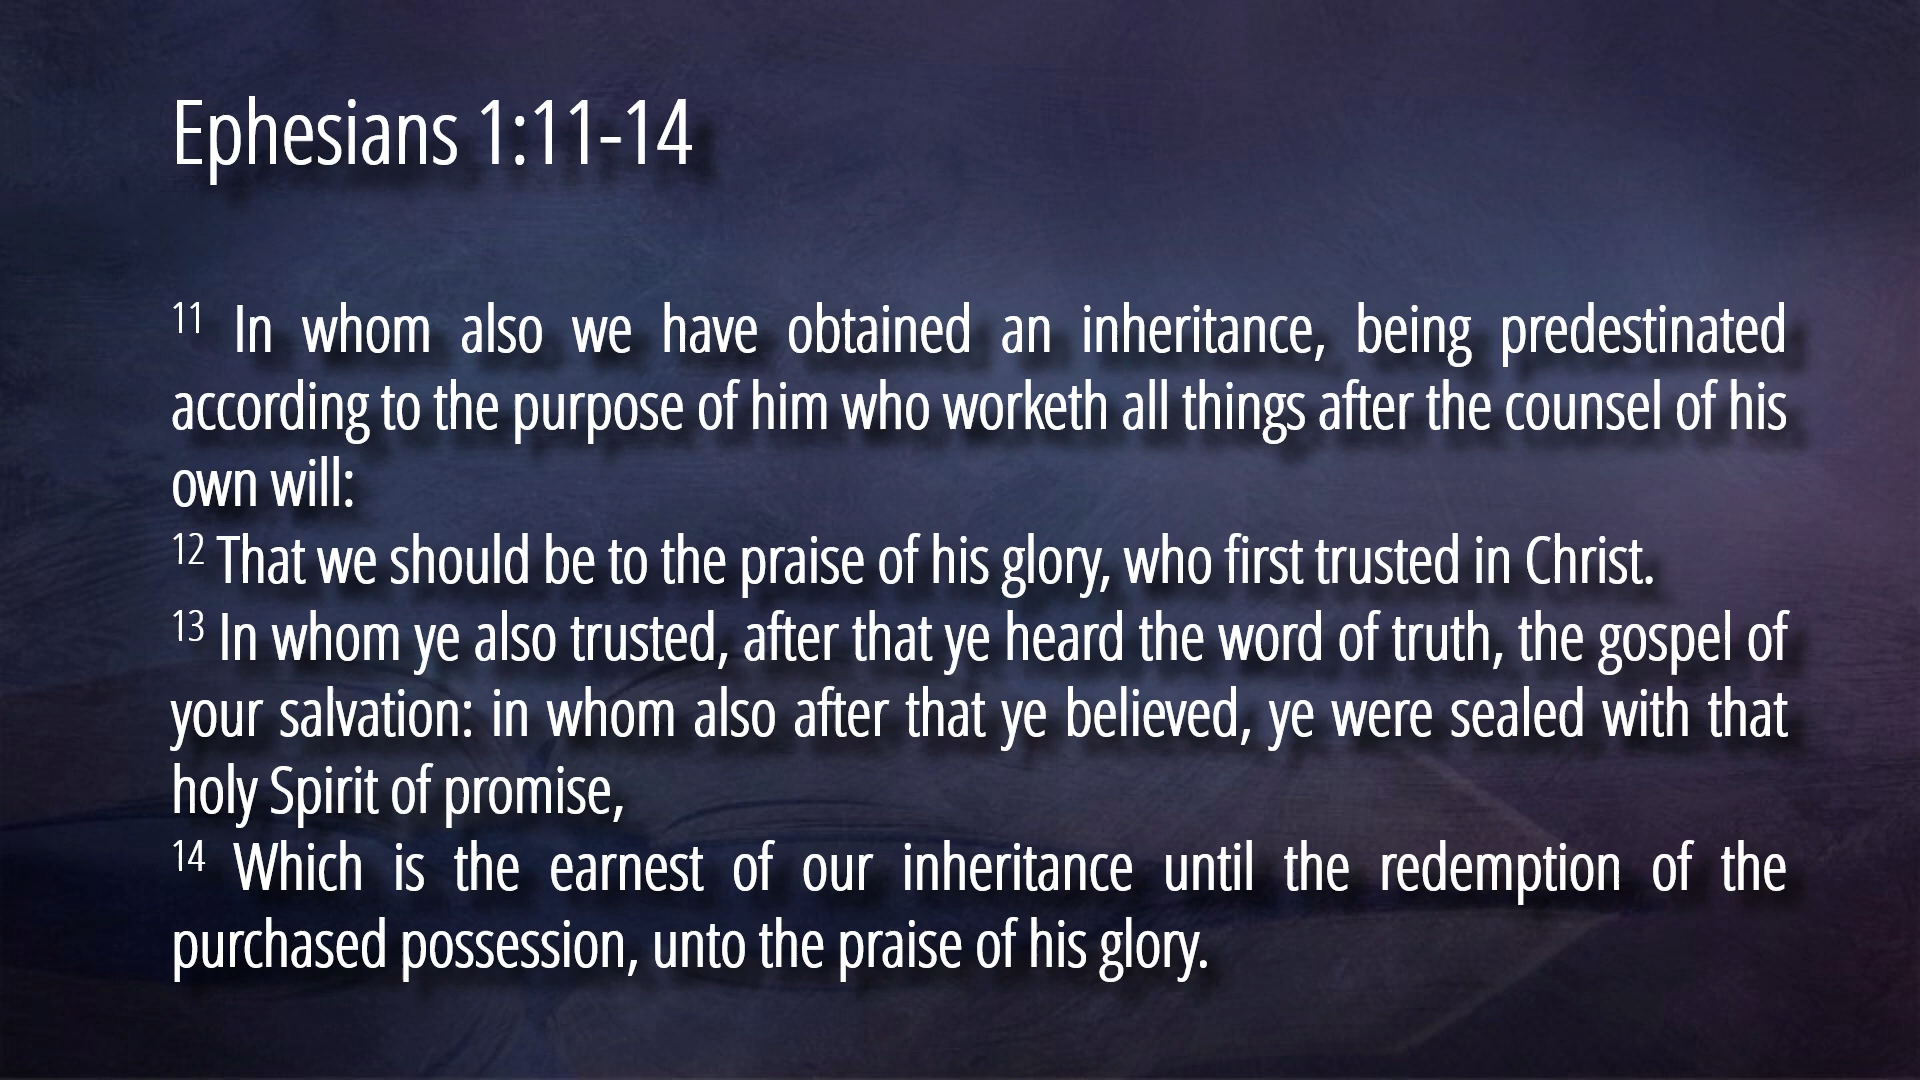 Ephesians 1:11-14
11 In whom also we have obtained an inheritance, being predestinated
according to the purpose of him who worketh all things after the counsel of his
own will:
12 That we should be to the praise of his glory, who first trusted in Christ.
13 In whom ye also trusted, after that ye heard the word of truth, the gospel of
your salvation: in whom also after that ye believed, ye were sealed with that
holy Spirit of promise,
14 Which is the earnest of our inheritance until the redemption of the
purchased possession, unto the praise of his glory.